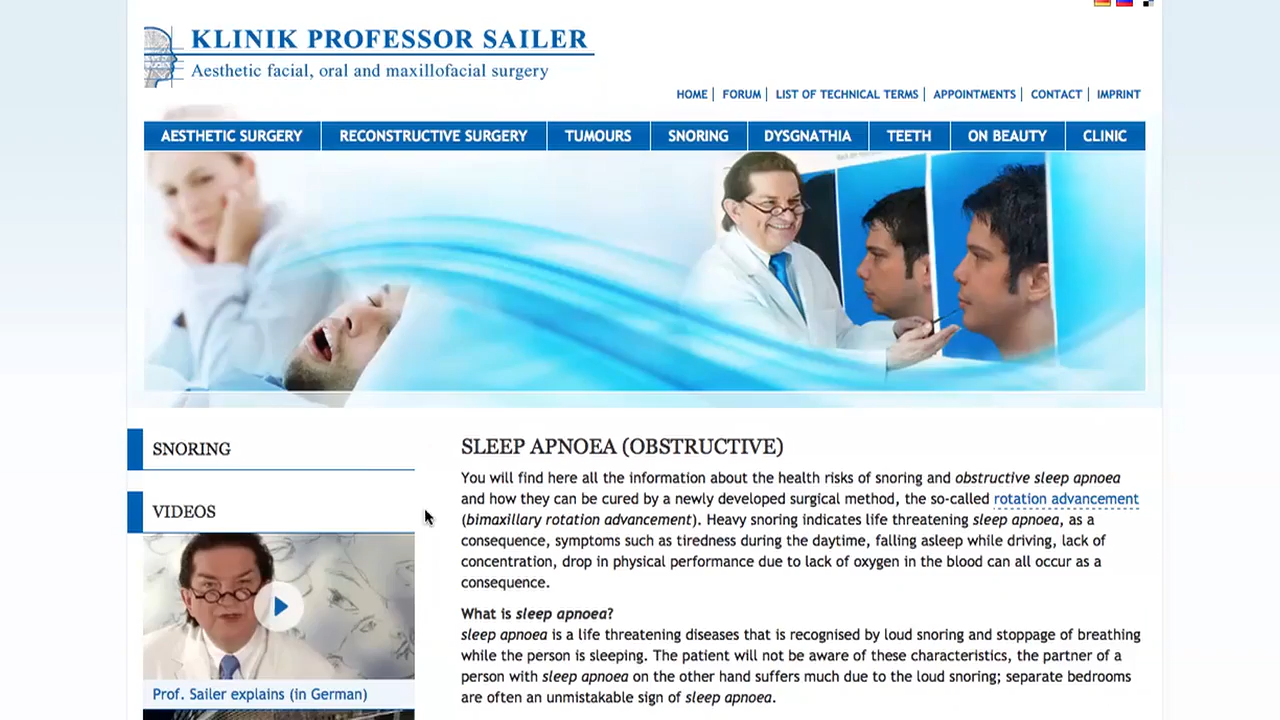 KLINIK PROFESSOR SAILER
Aesthetic facial, oral and maxillofacial surgery
HOME | FORUM | LIST OF TECHNICAL TERMS | APPOINTMENTS | CONTACT | IMPRINT
AESTHETIC SURGERY RECONSTRUCTIVE SURGERY TUMOURS SNORING DYSGNATHIA TEETH ON BEAUTY CLINIC
SNORING
VIDEOS
Prof. Sailer explains (in German)
SLEEP APNOEA (OBSTRUCTIVE)
You will find here all the information about the health risks of snoring and obstructive sleep apnoea
and how they can be cured by a newly developed surgical method, the so-called rotation advancement
(bimaxillary rotation advancement). Heavy snoring indicates life threatening sleep apnoea, as a
consequence, symptoms such as tiredness during the daytime, falling asleep while driving, lack of
concentration, drop in physical performance due to lack of oxygen in the blood can all occur as a
consequence.
What is sleep apnoea?
sleep apnoea is a life threatening diseases that is recognised by loud snoring and stoppage of breathing
while the person is sleeping. The patient will not be aware of these characteristics, the partner of a
person with sleep apnoea on the other hand suffers much due to the loud snoring; separate bedrooms
are often an unmistakable sign of sleep apnoea.